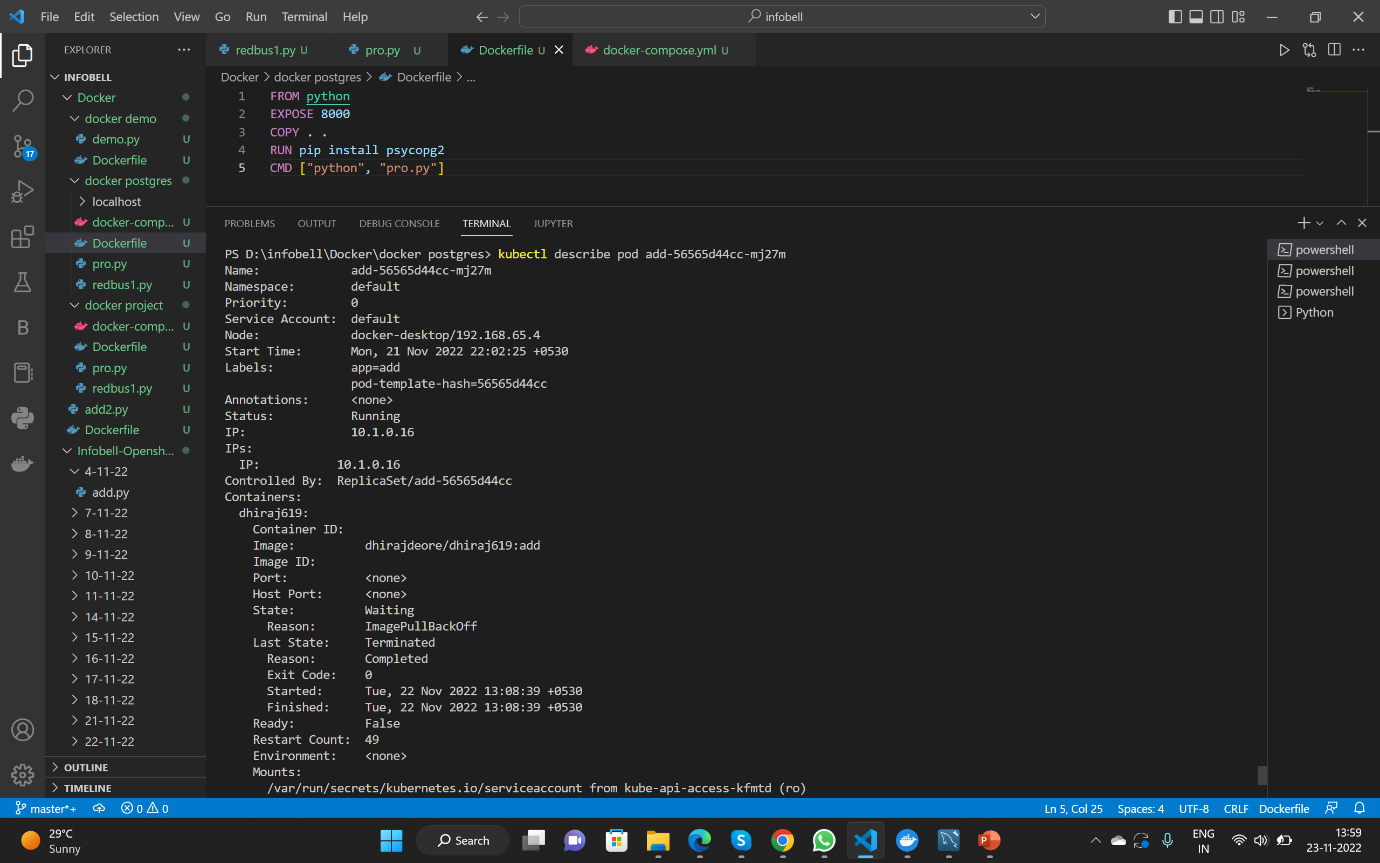 File Edit Selection View Go Run Terminal Help
infobell
EXPLORER
INFOBELL
Docker
docker demo
demo.py U
Dockerfile U
docker postgres
localhost
docker-comp... U
Dockerfile U
pro.py U
redbus1.py U
docker project
docker-comp... U
Dockerfile U
pro.py U
redbus1.py U
add2.py U
Dockerfile U
Infobell-Opensh...
4-11-22
add.py
7-11-22
8-11-22
9-11-22
10-11-22
11-11-22
14-11-22
15-11-22
16-11-22
17-11-22
18-11-22
21-11-22
22-11-22
OUTLINE
TIMELINE
17
B
redbus1.py U pro.py U Dockerfile U docker-compose.yml U
Docker > docker postgres > Dockerfile > ...
1 FROM python
2 EXPOSE 8000
3 COPY . .
4 RUN pip install psycopg2
5 CMD ["python", "pro.py"]
PROBLEMS OUTPUT DEBUG CONSOLE TERMINAL JUPYTER
PS D:\infobell\Docker\docker postgres> kubectl describe pod add-56565d44cc-mj27m
Name: add-56565d44cc-mj27m
Namespace: default
Priority: 0
Service Account: default
Node: docker-desktop/192.168.65.4
Start Time: Mon, 21 Nov 2022 22:02:25 +0530
Labels: app=add
pod-template-hash=56565d44cc
Annotations: <none>
Status: Running
IP: 10.1.0.16
IPs:
IP: 10.1.0.16
Controlled By: ReplicaSet/add-56565d44cc
Containers:
dhiraj619:
Container ID:
Image: dhirajdeore/dhiraj619:add
Image ID:
Port: <none>
Host Port: <none>
State: Waiting
Reason: ImagePullBackOff
Last State: Terminated
Reason: Completed
Exit Code: 0
Started: Tue, 22 Nov 2022 13:08:39 +0530
Finished: Tue, 22 Nov 2022 13:08:39 +0530
Ready: False
Restart Count: 49
Environment: <none>
Mounts:
/var/run/secrets/kubernetes.io/serviceaccount from kube-api-access-kfmtd (ro)
powershell
powershell
powershell
Python
master*+ 0 0 Ln 5, Col 25 Spaces: 4 UTF-8 CRLF Dockerfile
29°C
Sunny
Search
ENG
IN
13:59
23-11-2022